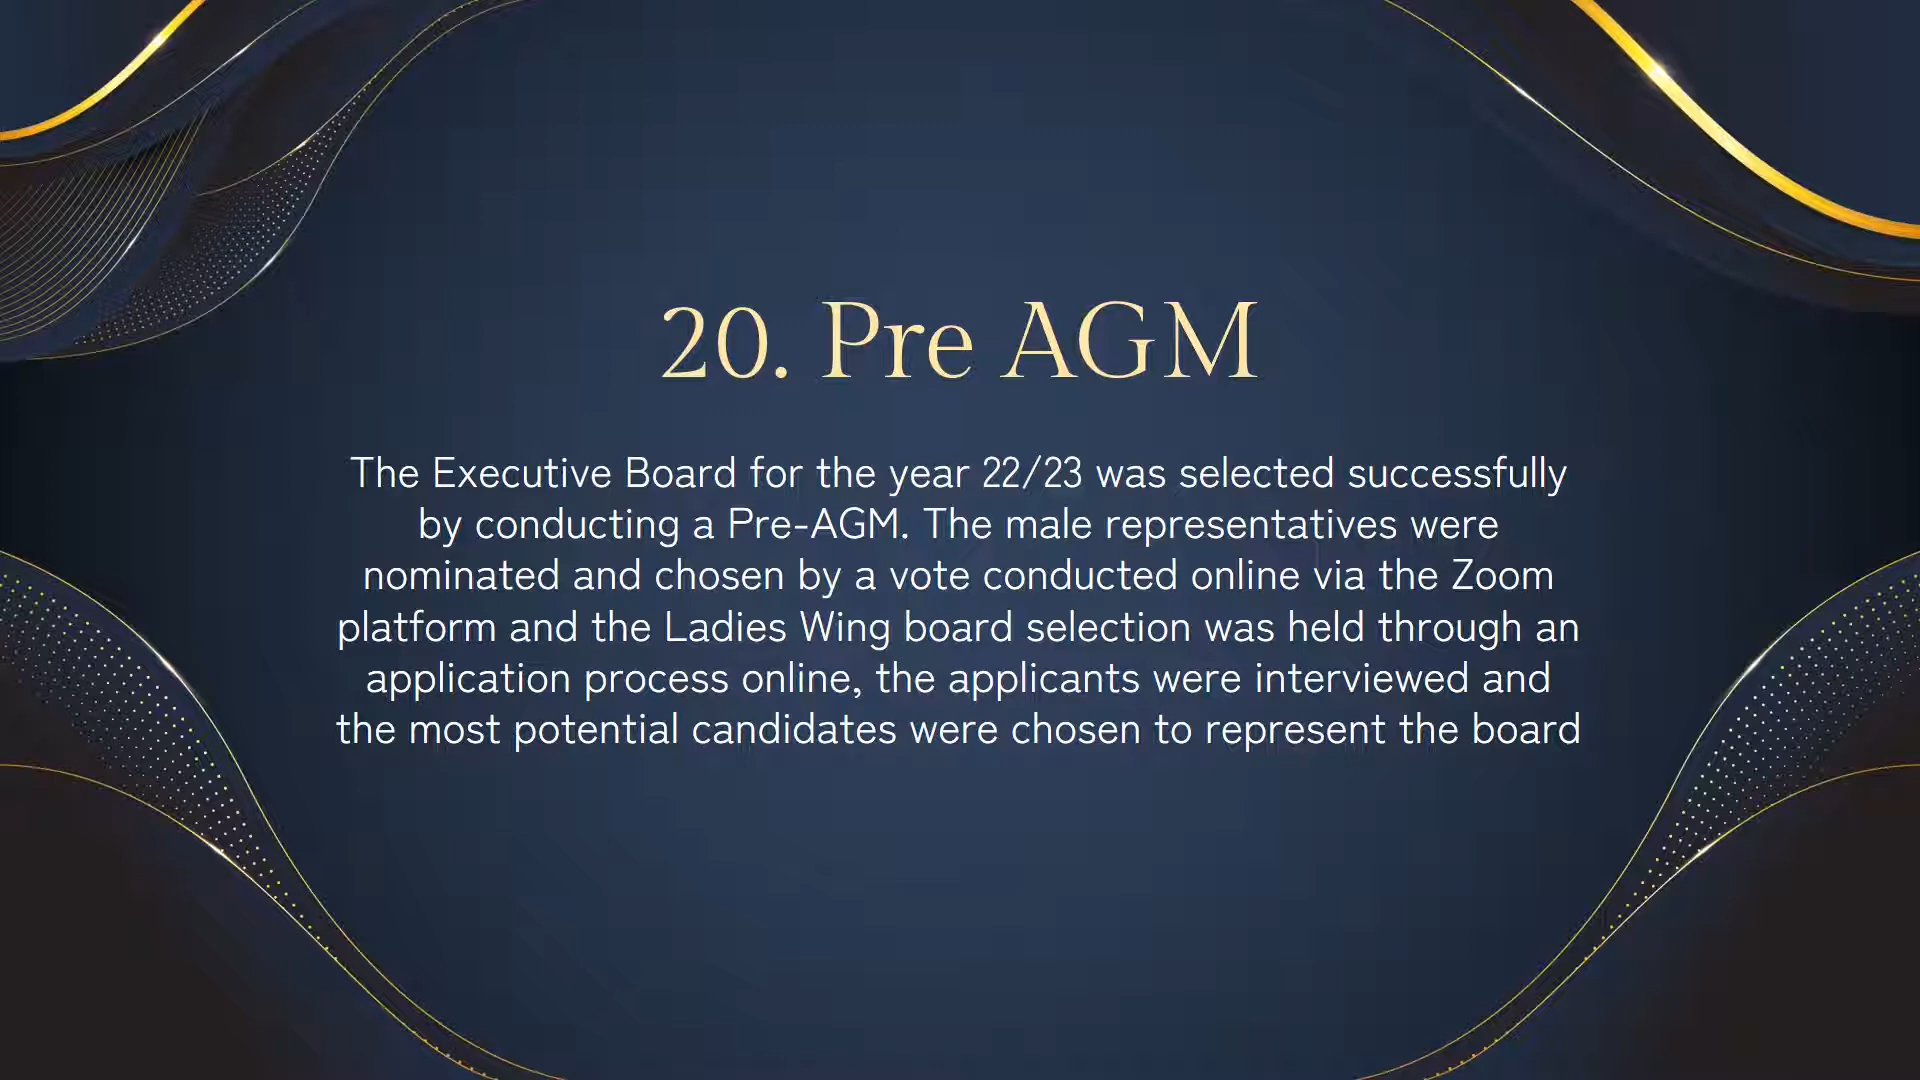 20. Pre AGM
The Executive Board for the year 22/23 was selected successfully
by conducting a Pre-AGM. The male representatives were
nominated and chosen by a vote conducted online via the Zoom
platform and the Ladies Wing board selection was held through an
application process online, the applicants were interviewed and
the most potential candidates were chosen to represent the board